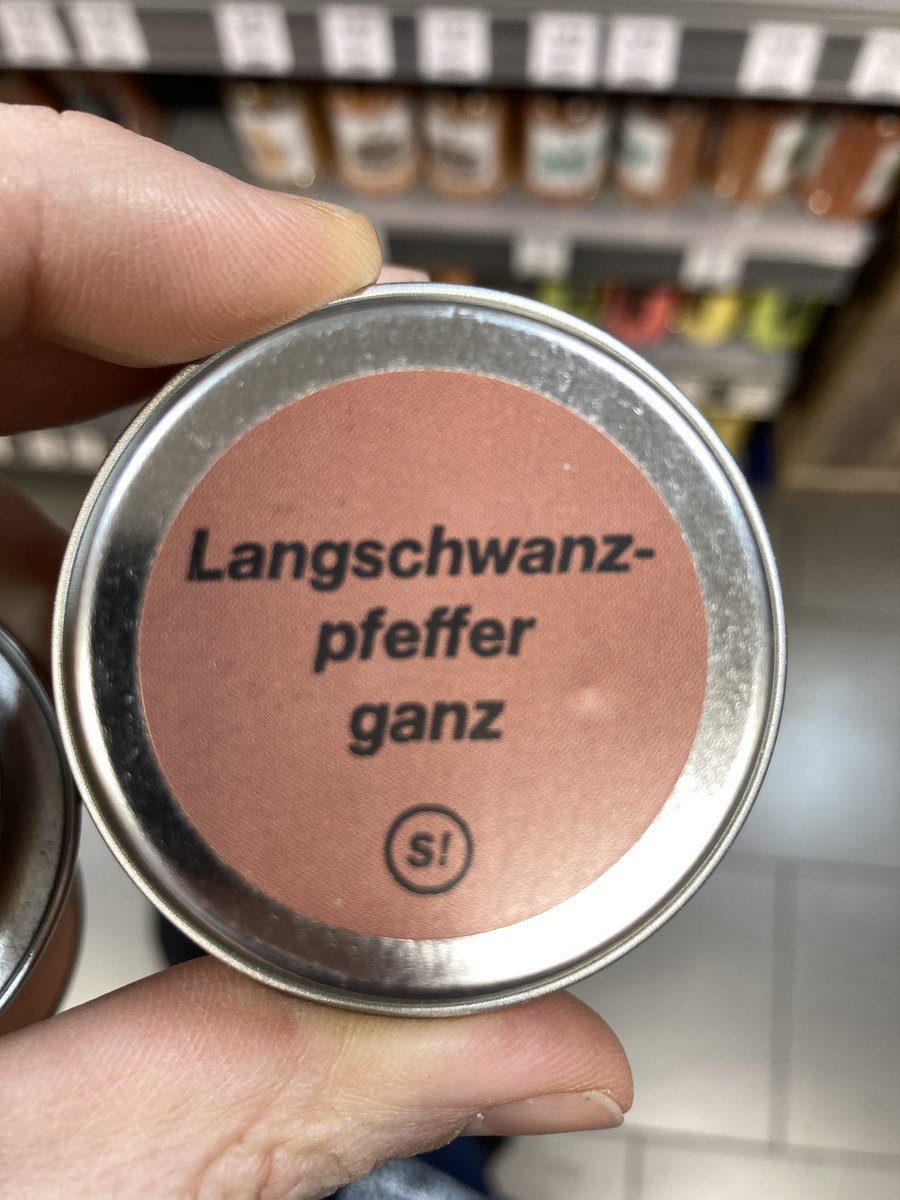 Langschwanz-
pfeffer
ganz
S!